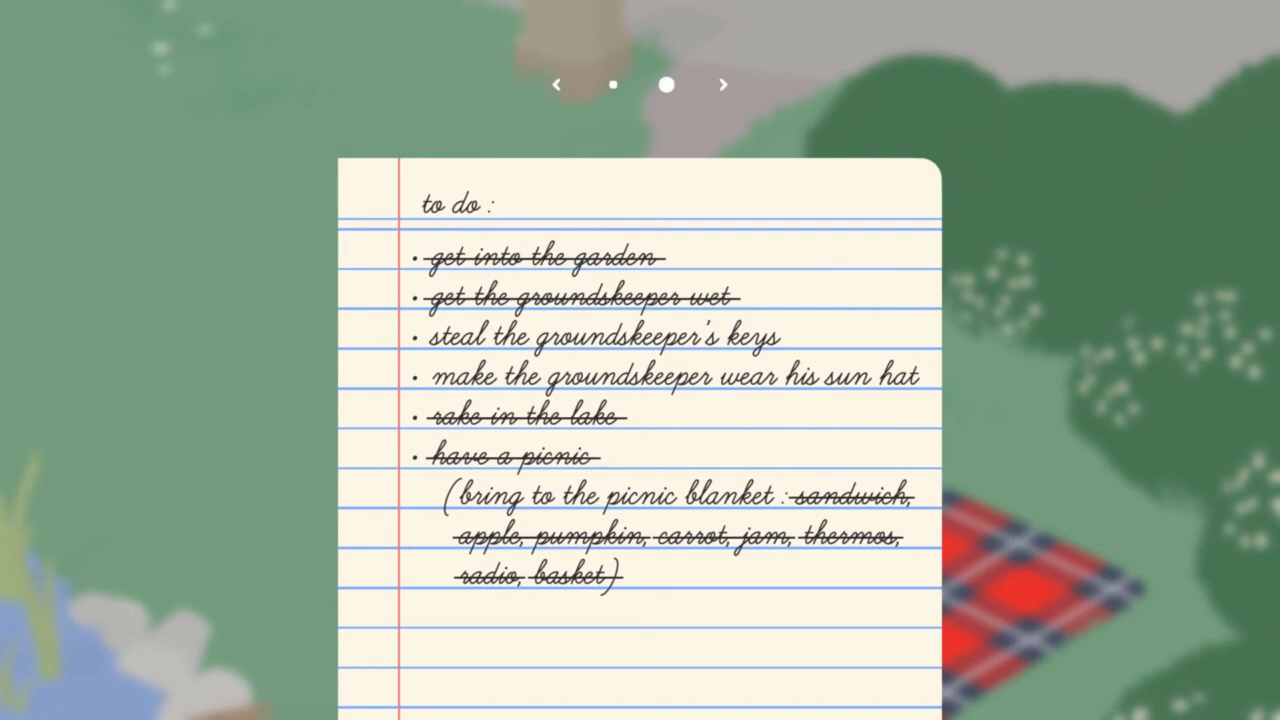 to do :
• get into the garden
• get the groundskeeper wet
• steal the groundskeeper's keys
• make the groundskeeper wear his sun hat
• rake in the lake
• have a picnic
(bring to the picnic blanket : sandwich,
apple, pumpkin, carrot, jam, thermos,
radio, basket)